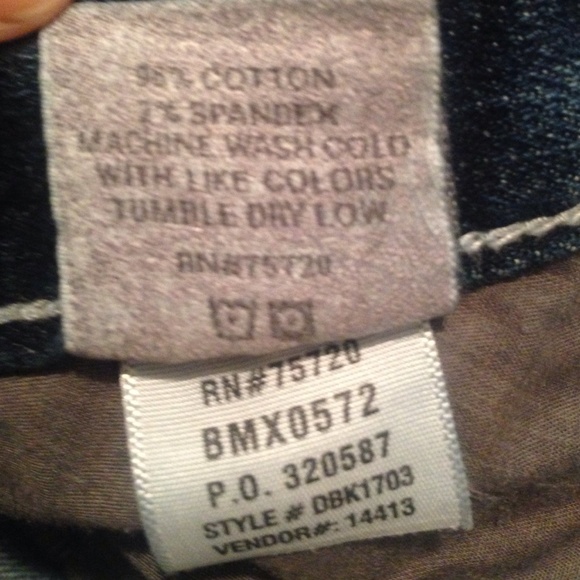 98% COTTON
2% SPANDEX
MACHINE WASH COLD
WITH LIKE COLORS
TUMBLE DRY LOW
RN#75720
RN#75720
BMX0572
P.O. 320587
STYLE # DBK1703
VENDOR#: 14413